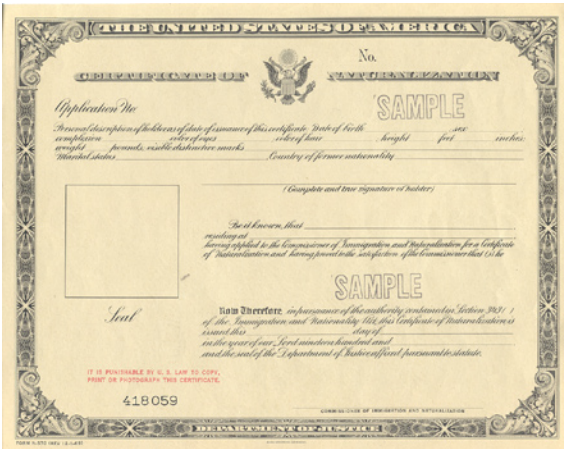 THE UNITED STATES OF AMERICA
No.
CERTIFICATE OF NATURALIZATION
Application No.
SAMPLE
Personal description of holder as of date of issuance of this certificate: Date of birth sex
complexion color of eyes color of hair height feet inches
weight pounds, visible distinctive marks
Marital status Country of former nationality
(Complete and true signature of holder)
Be it known, that
residing at
having applied to the Commissioner of Immigration and Naturalization for a Certificate
of Naturalization and having proved to the satisfaction of the Commissioner that (s)he
SAMPLE
Seal
Now Therefore, in pursuance of the authority contained in Section
of the Immigration and Nationality Act, this Certificate of Naturalization is
issued this day of
in the year of our Lord nineteen hundred and
and the seal of the Department of Justice affixed pursuant to statute.
IT IS PUNISHABLE BY U. S. LAW TO COPY,
PRINT OR PHOTOGRAPH THIS CERTIFICATE.
418059
COMMISSIONER OF IMMIGRATION AND NATURALIZATION
DEPARTMENT OF JUSTICE